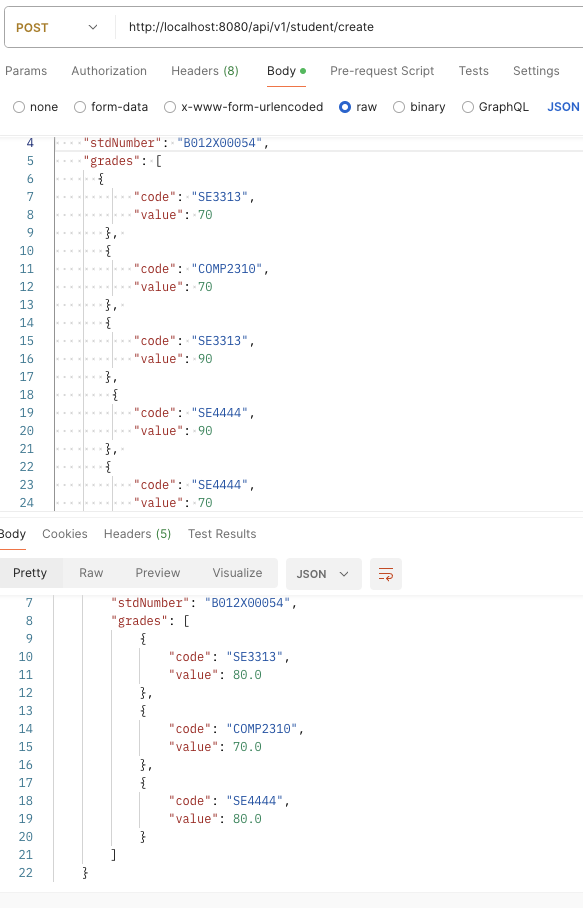 POST http://localhost:8080/api/v1/student/create
Params Authorization Headers (8) Body Pre-request Script Tests Settings
none form-data x-www-form-urlencoded raw binary GraphQL JSON
4 "stdNumber": "B012X00054",
5 "grades": [
6 {
7 "code": "SE3313",
8 "value": 70
9 },
10 {
11 "code": "COMP2310",
12 "value": 70
13 },
14 {
15 "code": "SE3313",
16 "value": 90
17 },
18 {
19 "code": "SE4444",
20 "value": 90
21 },
22 {
23 "code": "SE4444",
24 "value": 70
Body Cookies Headers (5) Test Results
Pretty Raw Preview Visualize JSON
7 "stdNumber": "B012X00054",
8 "grades": [
9 {
10 "code": "SE3313",
11 "value": 80.0
12 },
13 {
14 "code": "COMP2310",
15 "value": 70.0
16 },
17 {
18 "code": "SE4444",
19 "value": 80.0
20 }
21 ]
22 }